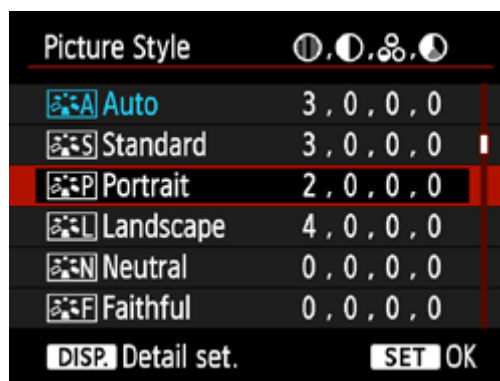 Picture Style
A Auto 3 , 0 , 0 , 0
S Standard 3 , 0 , 0 , 0
P Portrait 2 , 0 , 0 , 0
L Landscape 4 , 0 , 0 , 0
N Neutral 0 , 0 , 0 , 0
F Faithful 0 , 0 , 0 , 0
DISP. Detail set. SET OK